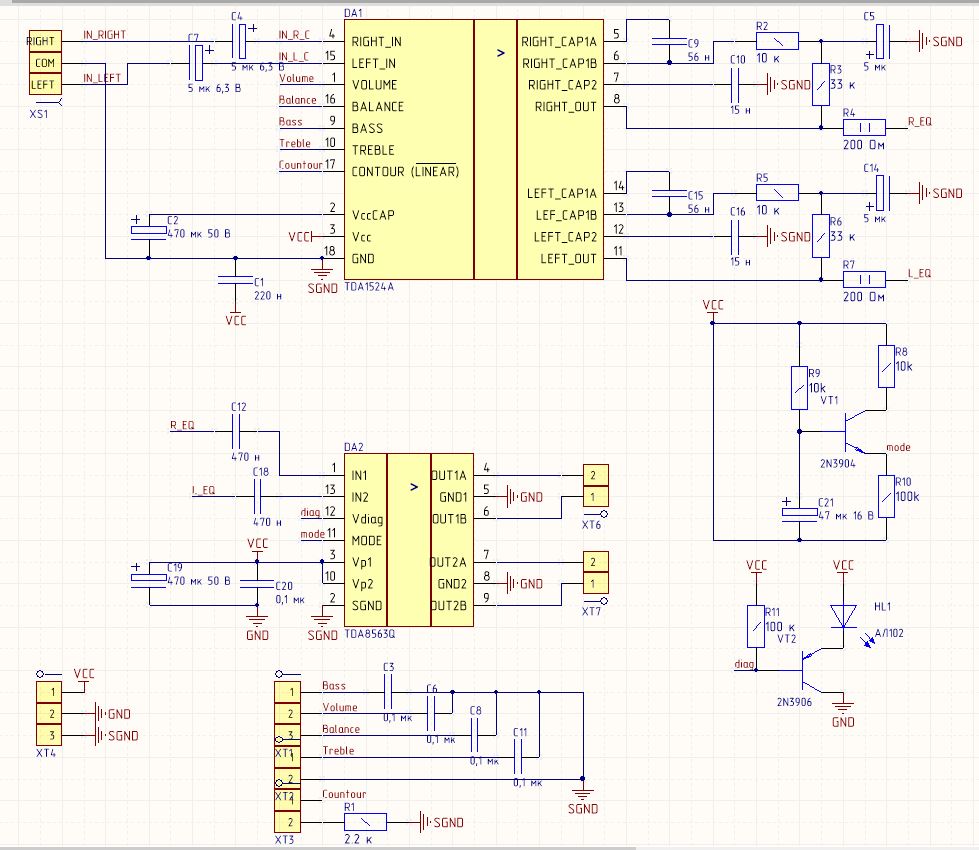 DA1
RIGHT
COM
LEFT
XS1
IN_RIGHT
IN_LEFT
C4
5 мк 6,3 В
C7
5 мк 6,3 В
IN_R_C
IN_L_C
Volume
Balance
Bass
Treble
Countour
4 RIGHT_IN
15 LEFT_IN
1 VOLUME
16 BALANCE
9 BASS
10 TREBLE
17 CONTOUR (LINEAR)
2 VccCAP
VCC 3 Vcc
18 GND
>
RIGHT_CAP1A 5
RIGHT_CAP1B 6
RIGHT_CAP2 7
RIGHT_OUT 8
LEFT_CAP1A 14
LEF_CAP1B 13
LEFT_CAP2 12
LEFT_OUT 11
TDA1524A
C2
470 мк 50 В
C1
220 н
VCC
SGND
C9
56 н
R2
10 к
C5
5 мк
SGND
C10
15 н
SGND
R3
33 к
R4
200 Ом
R_EQ
C15
56 н
R5
10 к
C14
5 мк
SGND
C16
15 н
SGND
R6
33 к
R7
200 Ом
L_EQ
VCC
R8
10k
R9
10k
VT1
2N3904
mode
R10
100k
C21
47 мк 16 В
R_EQ
C12
470 н
L_EQ
C18
470 н
DA2
diag
mode
1 IN1
13 IN2
12 Vdiag
11 MODE
3 Vp1
10 Vp2
2 SGND
>
OUT1A 4
GND1 5 GND
OUT1B 6
OUT2A 7
GND2 8 GND
OUT2B 9
TDA8563Q
2
1
XT6
2
1
XT7
VCC
C19
470 мк 50 В
C20
0,1 мк
GND
SGND
VCC
VCC
R11
100 к
VT2
HL1
АЛ102
diag
2N3906
GND
VCC
1
2 GND
3 SGND
XT4
1 Bass
2 Volume
3 Balance
XT1
1 Treble
2
XT2
1 Countour
2
XT3
C3
0,1 мк
C6
0,1 мк
C8
0,1 мк
C11
0,1 мк
SGND
R1
2.2 к
SGND